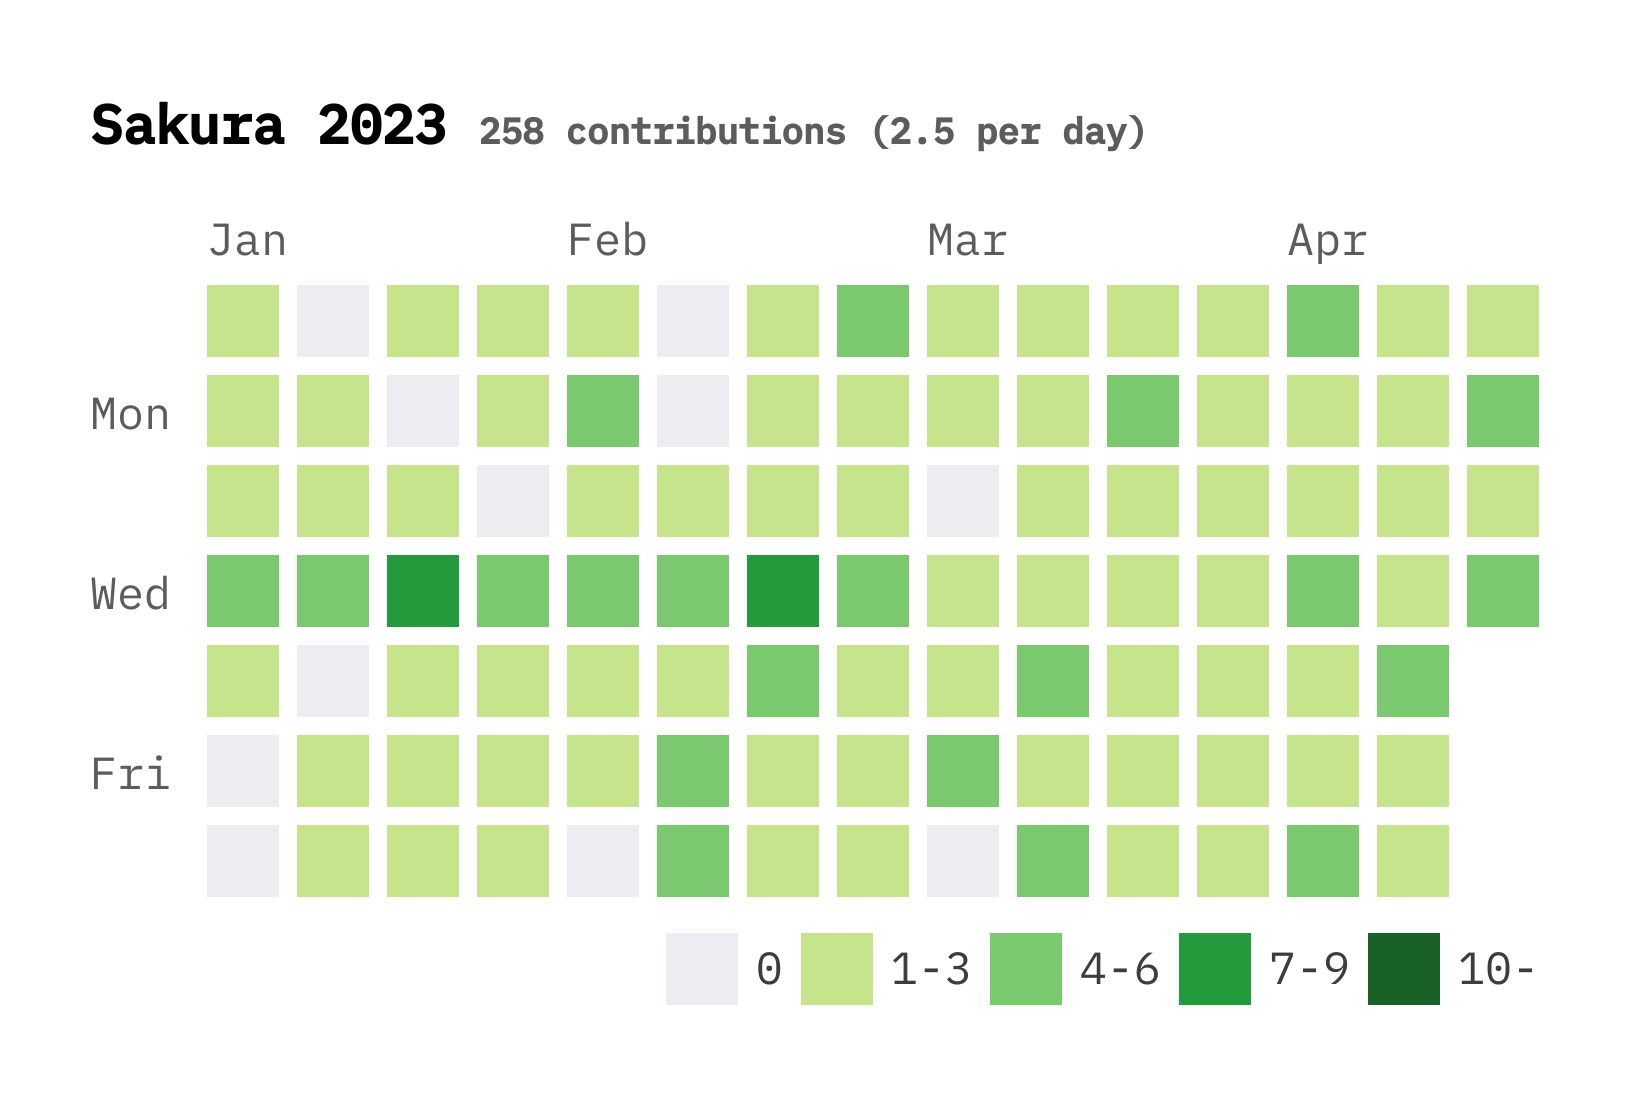 Sakura 2023 258 contributions (2.5 per day)
Jan Feb Mar Apr
Mon
Wed
Fri
0 1-3 4-6 7-9 10-